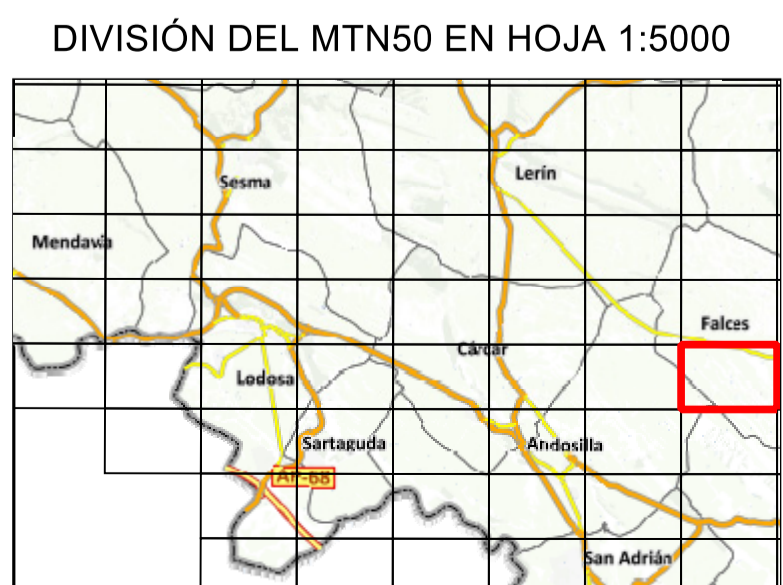 DIVISIÓN DEL MTN50 EN HOJA 1:5000
Lerín
Sesma
Mendavia
Falces
Cárcar
Lodosa
Sartaguda
Andosilla
AP-68
San Adrián